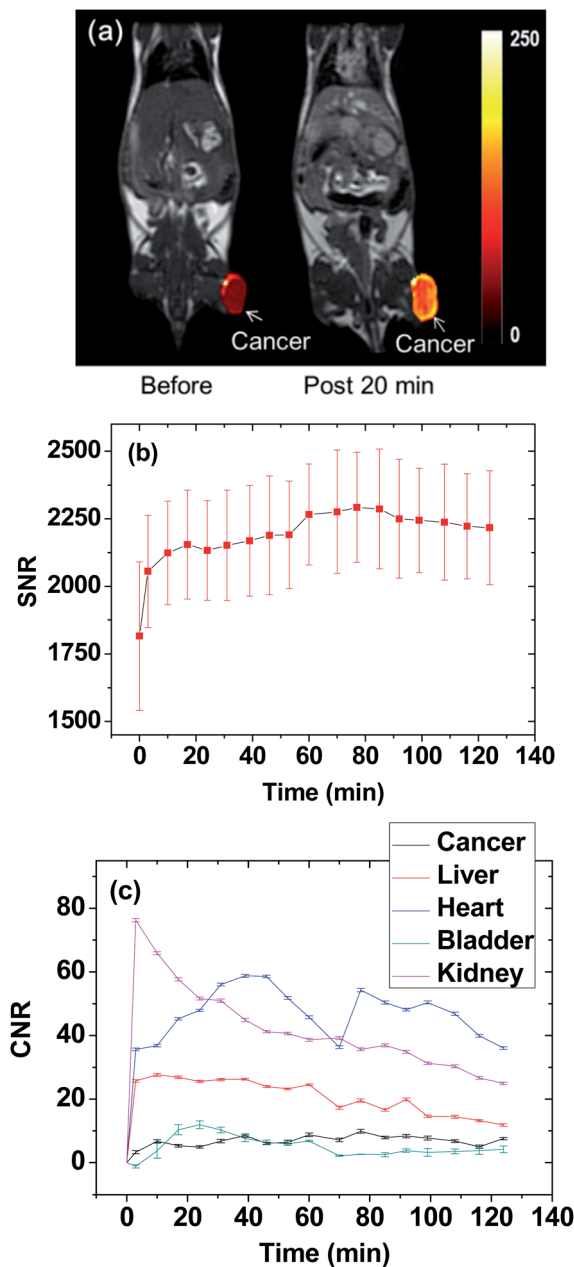 (a)
250
0
Cancer
Cancer
Before
Post 20 min
(b)
2500
2250
2000
1750
1500
SNR
0 20 40 60 80 100 120 140
Time (min)
Cancer
Liver
Heart
Bladder
Kidney
(c)
80
60
40
20
0
CNR
0 20 40 60 80 100 120 140
Time (min)